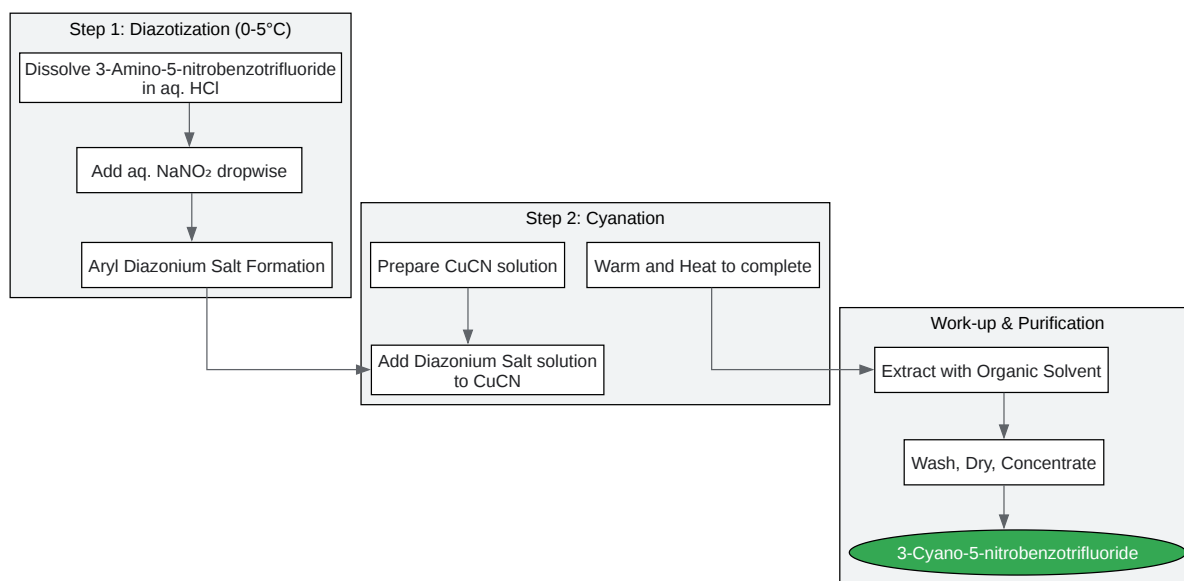 Step 1: Diazotization (0-5°C)
Dissolve 3-Amino-5-nitrobenzotrifluoride
in aq. HCl
Add aq. NaNO₂ dropwise
Aryl Diazonium Salt Formation
Step 2: Cyanation
Prepare CuCN solution
Warm and Heat to complete
Add Diazonium Salt solution
to CuCN
Work-up & Purification
Extract with Organic Solvent
Wash, Dry, Concentrate
3-Cyano-5-nitrobenzotrifluoride